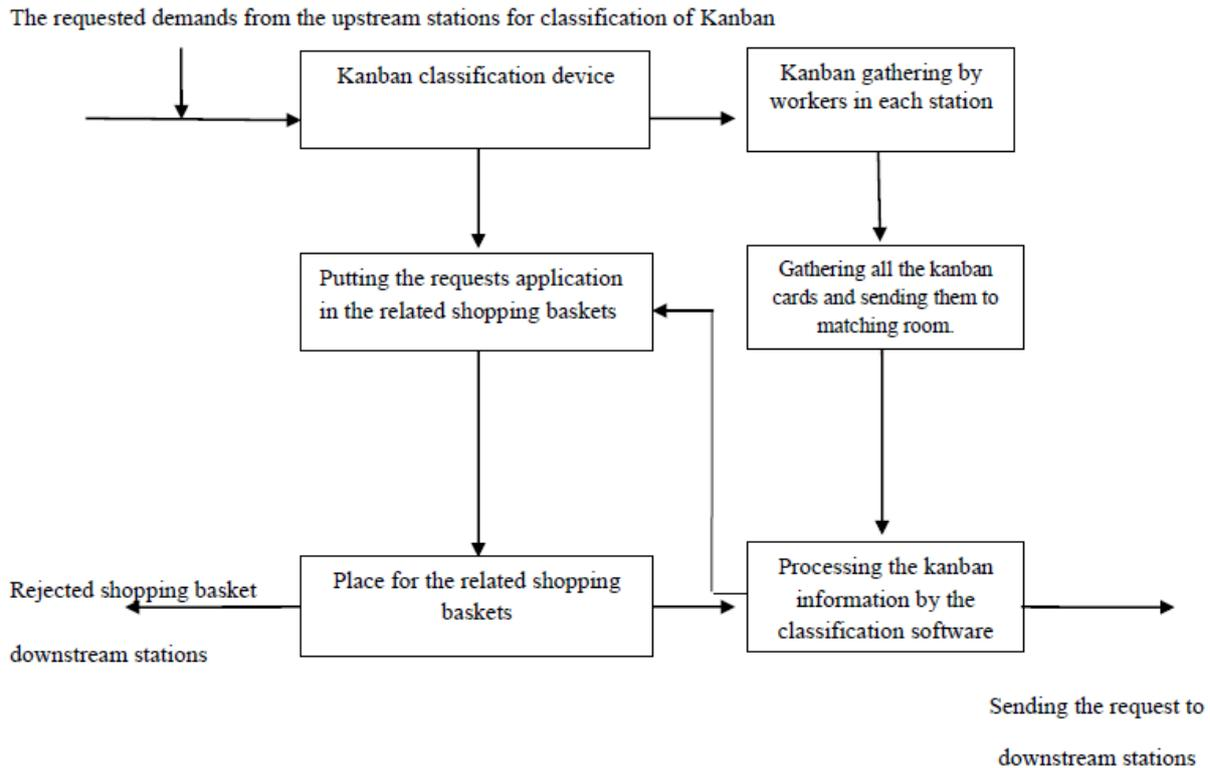 The requested demands from the upstream stations for classification of Kanban
Kanban classification device
Kanban gathering by
workers in each station
Putting the requests application
in the related shopping baskets
Gathering all the kanban
cards and sending them to
matching room.
Rejected shopping basket
downstream stations
Place for the related shopping
baskets
Processing the kanban
information by the
classification software
Sending the request to
downstream stations